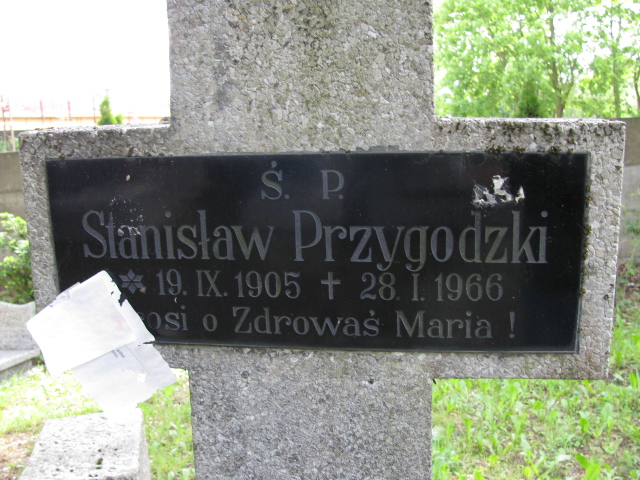 Ś. P.
Stanisław Przygodzki
* 19. IX. 1905 † 28. I. 1966
o Zdrowaś Maria !